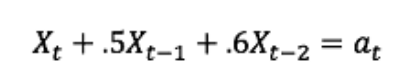 Xₜ + .5Xₜ₋₁ + .6Xₜ₋₂ = aₜ